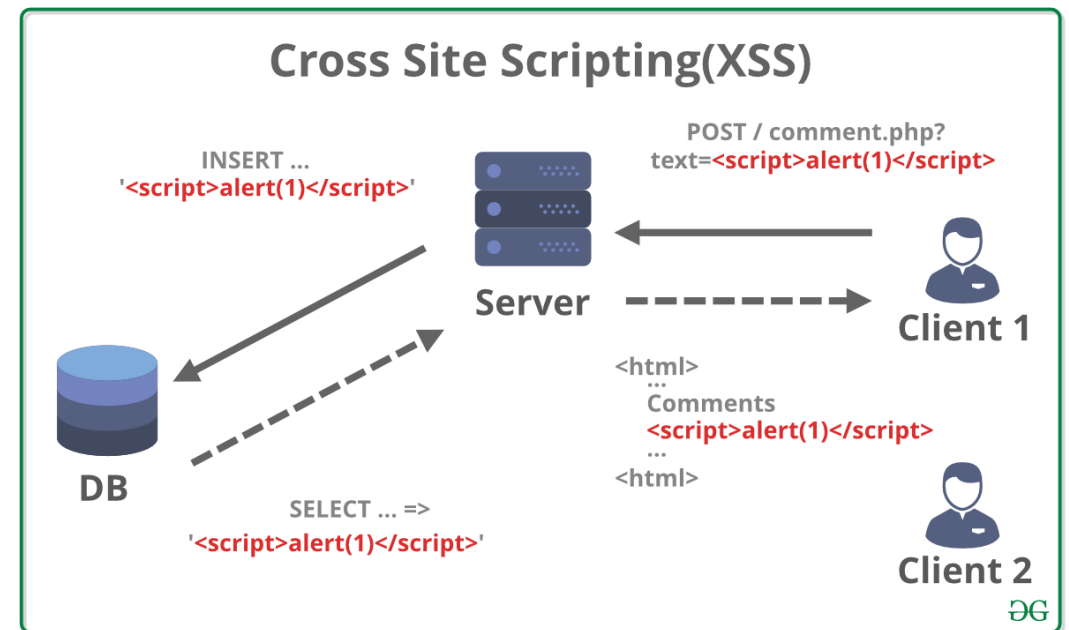 Cross Site Scripting(XSS)
POST / comment.php?
text=<script>alert(1)</script>
INSERT ...
'<script>alert(1)</script>'
Server
Client 1
<html>
...
Comments
<script>alert(1)</script>
...
<html>
DB
SELECT ... =>
'<script>alert(1)</script>'
Client 2